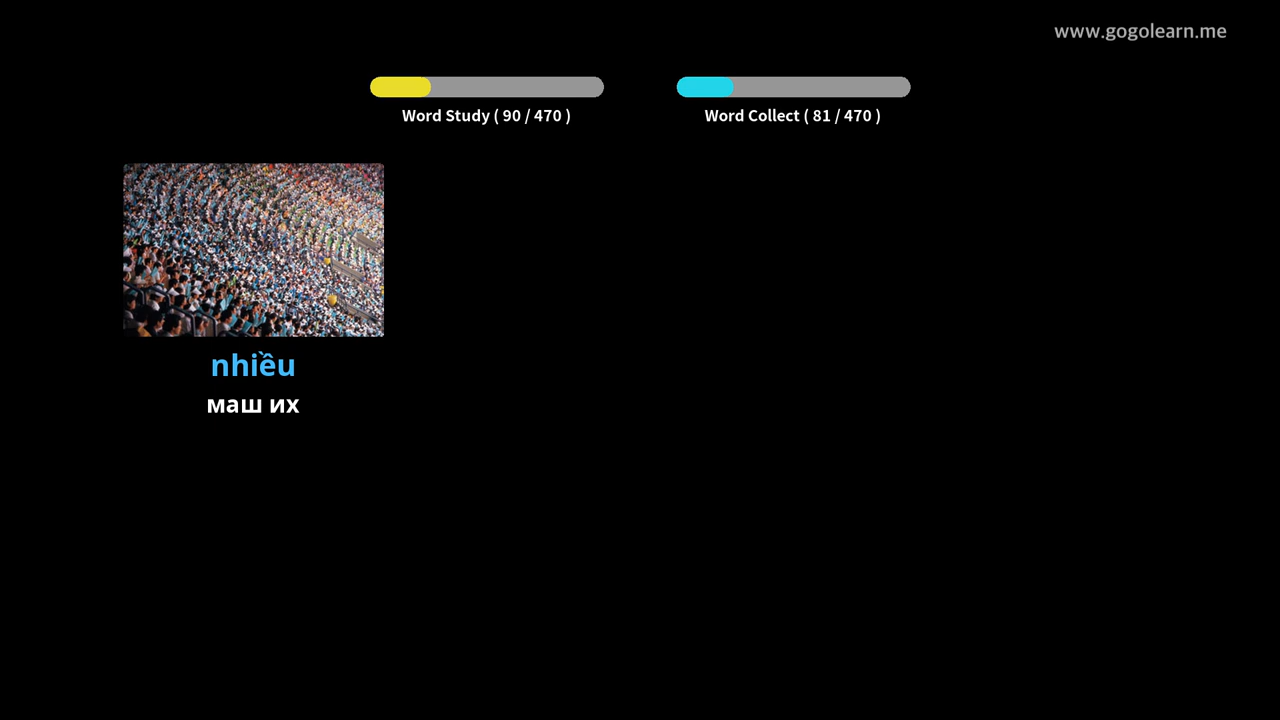 www.gogolearn.me
Word Study ( 90 / 470 )
Word Collect ( 81 / 470 )
nhiều
маш их